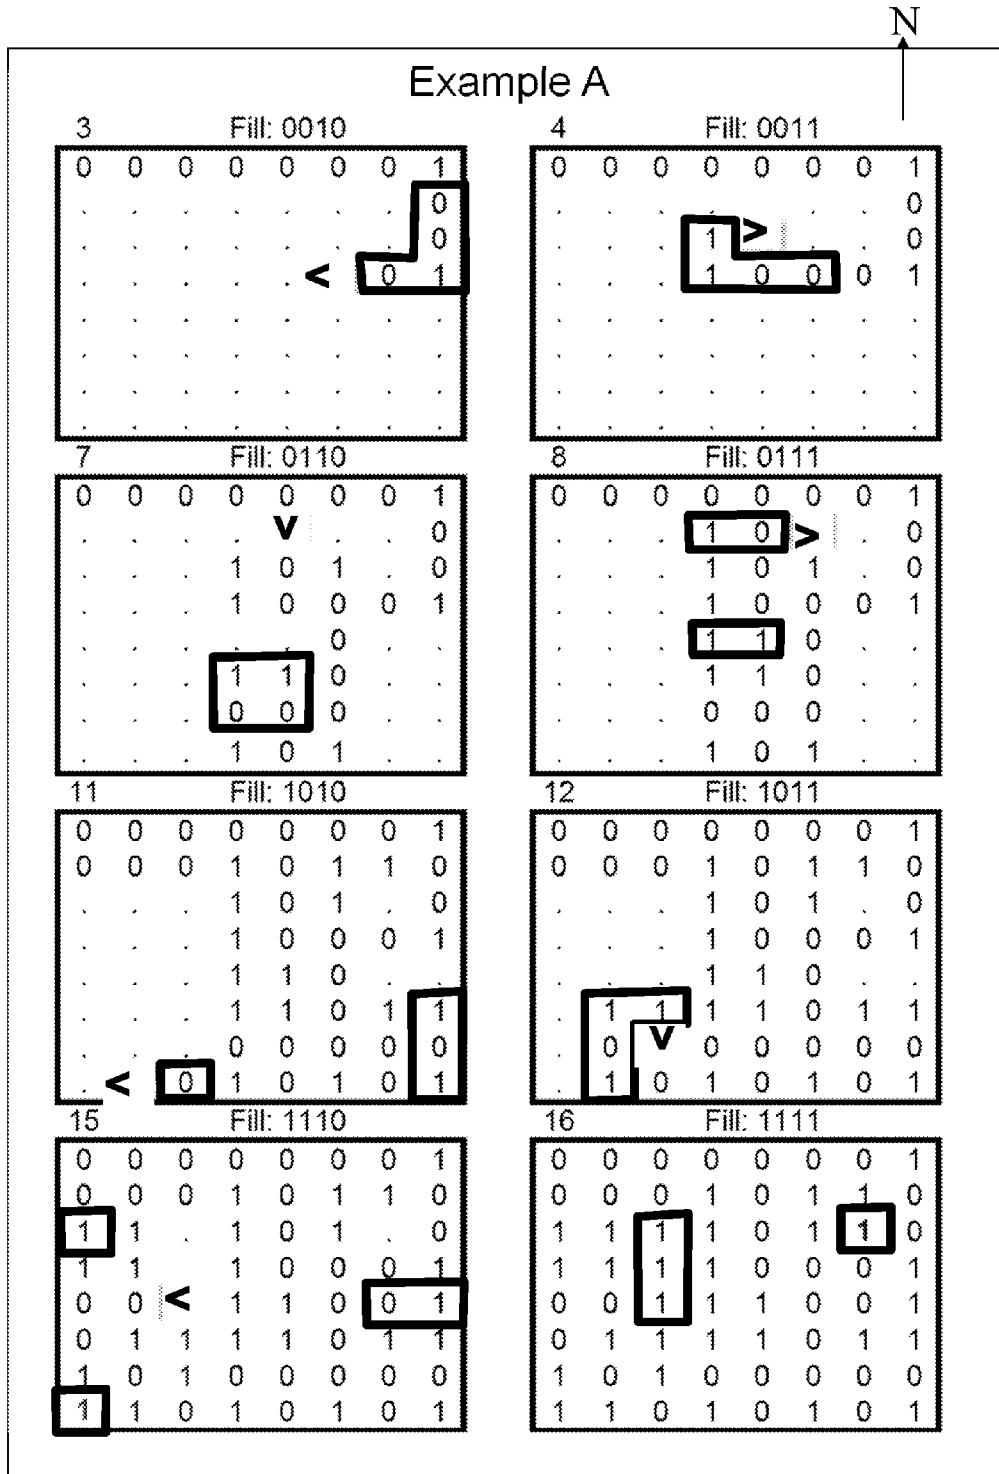 N
Example A
3 Fill: 0010
0 0 0 0 0 0 0 1
. . . . . . . 0
. . . . . . . 0
. . . . . < 0 1
. . . . . . . .
. . . . . . . .
. . . . . . . .
. . . . . . . .
4 Fill: 0011
0 0 0 0 0 0 0 1
. . . . . . . 0
. . . 1 > . . 0
. . . 1 0 0 0 1
. . . . . . . .
. . . . . . . .
. . . . . . . .
. . . . . . . .
7 Fill: 0110
0 0 0 0 0 0 0 1
. . . . v . . 0
. . . 1 0 1 . 0
. . . 1 0 0 0 1
. . . . . 0 . .
. . . 1 1 0 . .
. . . 0 0 0 . .
. . . 1 0 1 . .
8 Fill: 0111
0 0 0 0 0 0 0 1
. . . 1 0 > . 0
. . . 1 0 1 . 0
. . . 1 0 0 0 1
. . . 1 1 0 . .
. . . 1 1 0 . .
. . . 0 0 0 . .
. . . 1 0 1 . .
11 Fill: 1010
0 0 0 0 0 0 0 1
0 0 0 1 0 1 1 0
. . . 1 0 1 . 0
. . . 1 0 0 0 1
. . . 1 1 0 . .
. . . 1 1 0 1 1
. . . 0 0 0 0 0
. < 0 1 0 1 0 1
12 Fill: 1011
0 0 0 0 0 0 0 1
0 0 0 1 0 1 1 0
. . . 1 0 1 . 0
. . . 1 0 0 0 1
. . . 1 1 0 . .
. 1 1 1 1 0 1 1
. 0 v 0 0 0 0 0
. 1 0 1 0 1 0 1
15 Fill: 1110
0 0 0 0 0 0 0 1
0 0 0 1 0 1 1 0
1 1 . 1 0 1 . 0
1 1 . 1 0 0 0 1
0 0 < 1 1 0 0 1
0 1 1 1 1 0 1 1
1 0 1 0 0 0 0 0
1 1 0 1 0 1 0 1
16 Fill: 1111
0 0 0 0 0 0 0 1
0 0 0 1 0 1 1 0
1 1 1 1 0 1 1 0
1 1 1 1 0 0 0 1
0 0 1 1 1 0 0 1
0 1 1 1 1 0 1 1
1 0 1 0 0 0 0 0
1 1 0 1 0 1 0 1